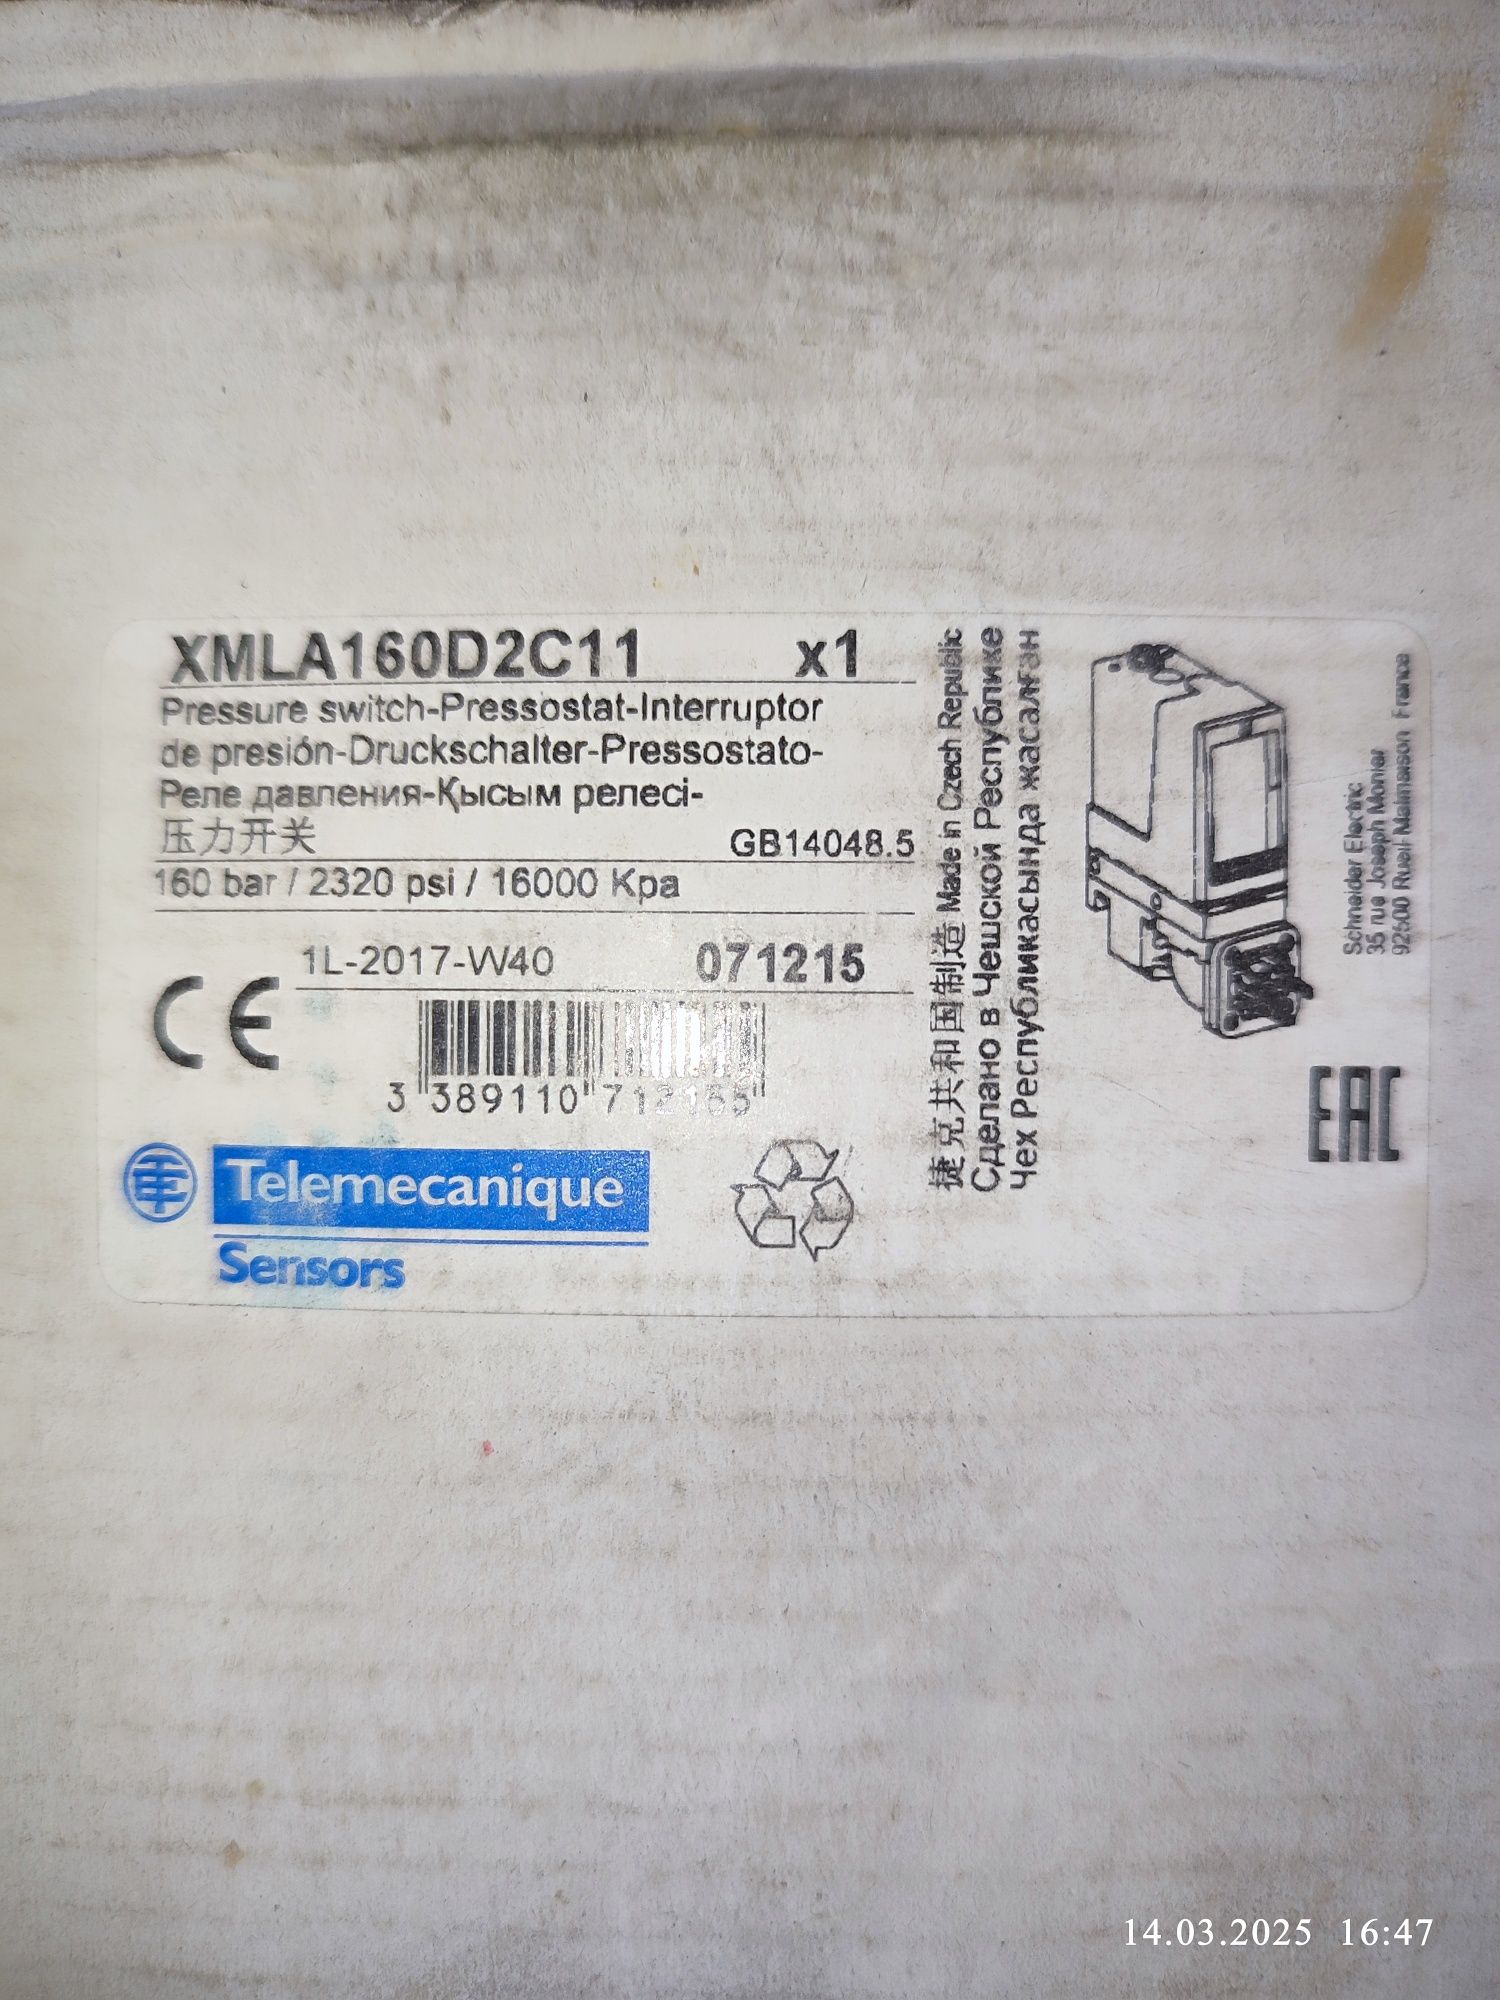 XMLA160D2C11 x1
Pressure switch-Pressostat-Interruptor
de presión-Druckschalter-Pressostato-
Реле давления-Қысым релесі-
压力开关 GB14048.5
160 bar / 2320 psi / 16000 Kpa
1L-2017-W40 071215
CE
3 389110 712155
Telemecanique
Sensors
捷克共和国制造 Made in Czech Republic
Сделано в Чешской Республике
Чех Республикасында жасалған
Schneider Electric
35 rue Joseph Monier
92500 Rueil Malmaison France
EAC
14.03.2025 16:47